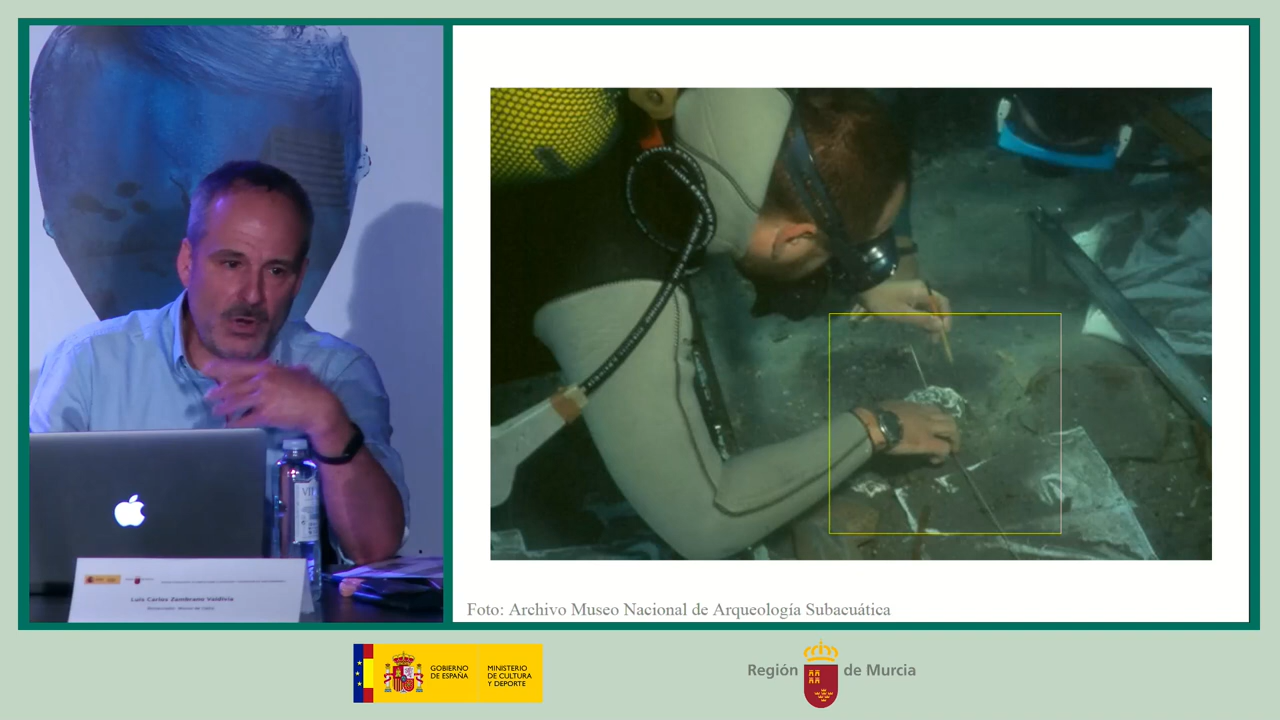 Luis Carlos Zambrano Valdivia
Foto: Archivo Museo Nacional de Arqueología Subacuática
GOBIERNO
DE ESPAÑA
MINISTERIO
DE CULTURA
Y DEPORTE
Región de Murcia